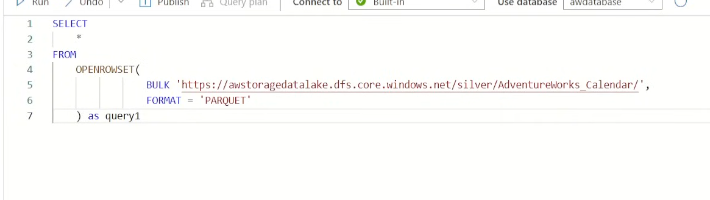 Run Undo Publish Query plan Connect to Built-in Use database awdatabase
1 SELECT
2 *
3 FROM
4 OPENROWSET(
5 BULK 'https://awstoragedatalake.dfs.core.windows.net/silver/AdventureWorks_Calendar/',
6 FORMAT = 'PARQUET'
7 ) as query1